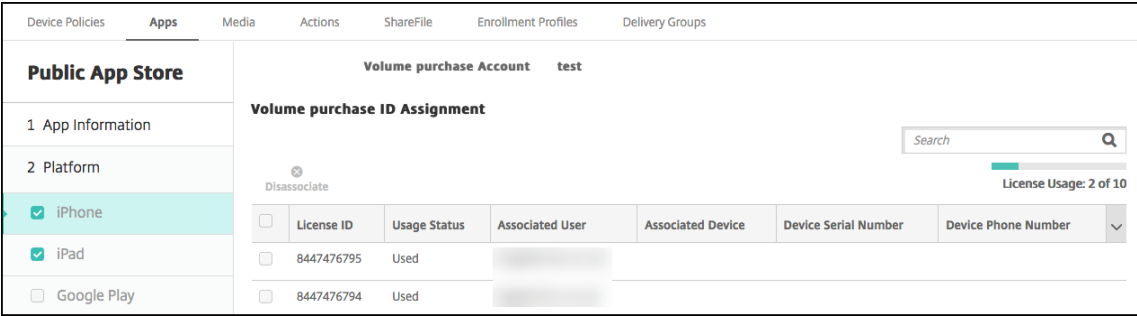 Device Policies Apps Media Actions ShareFile Enrollment Profiles Delivery Groups
Public App Store
Volume purchase Account test
1 App Information
Volume purchase ID Assignment
Search
2 Platform
Disassociate
License Usage: 2 of 10
iPhone
License ID Usage Status Associated User Associated Device Device Serial Number Device Phone Number
iPad
8447476795 Used
Google Play
8447476794 Used